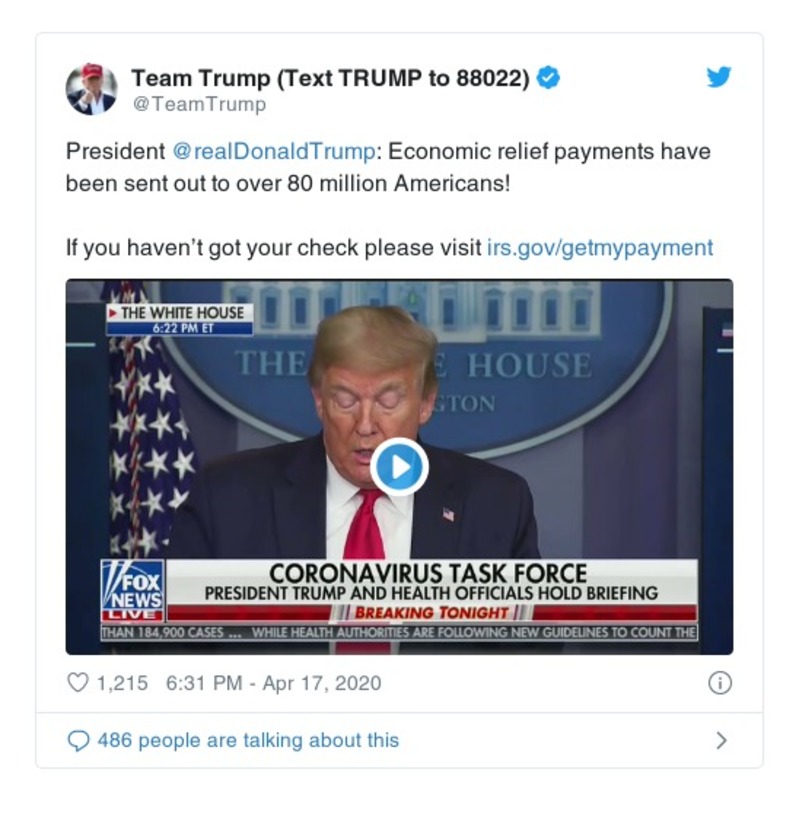 Team Trump (Text TRUMP to 88022)
@TeamTrump
President @realDonaldTrump: Economic relief payments have
been sent out to over 80 million Americans!
If you haven’t got your check please visit irs.gov/getmypayment
THE WHITE HOUSE
6:22 PM ET
THE HOUSE
GTON
CORONAVIRUS TASK FORCE
PRESIDENT TRUMP AND HEALTH OFFICIALS HOLD BRIEFING
BREAKING TONIGHT
FOX
NEWS
LIVE
THAN 184,900 CASES ... WHILE HEALTH AUTHORITIES ARE FOLLOWING NEW GUIDELINES TO COUNT THE
1,215 6:31 PM - Apr 17, 2020
486 people are talking about this